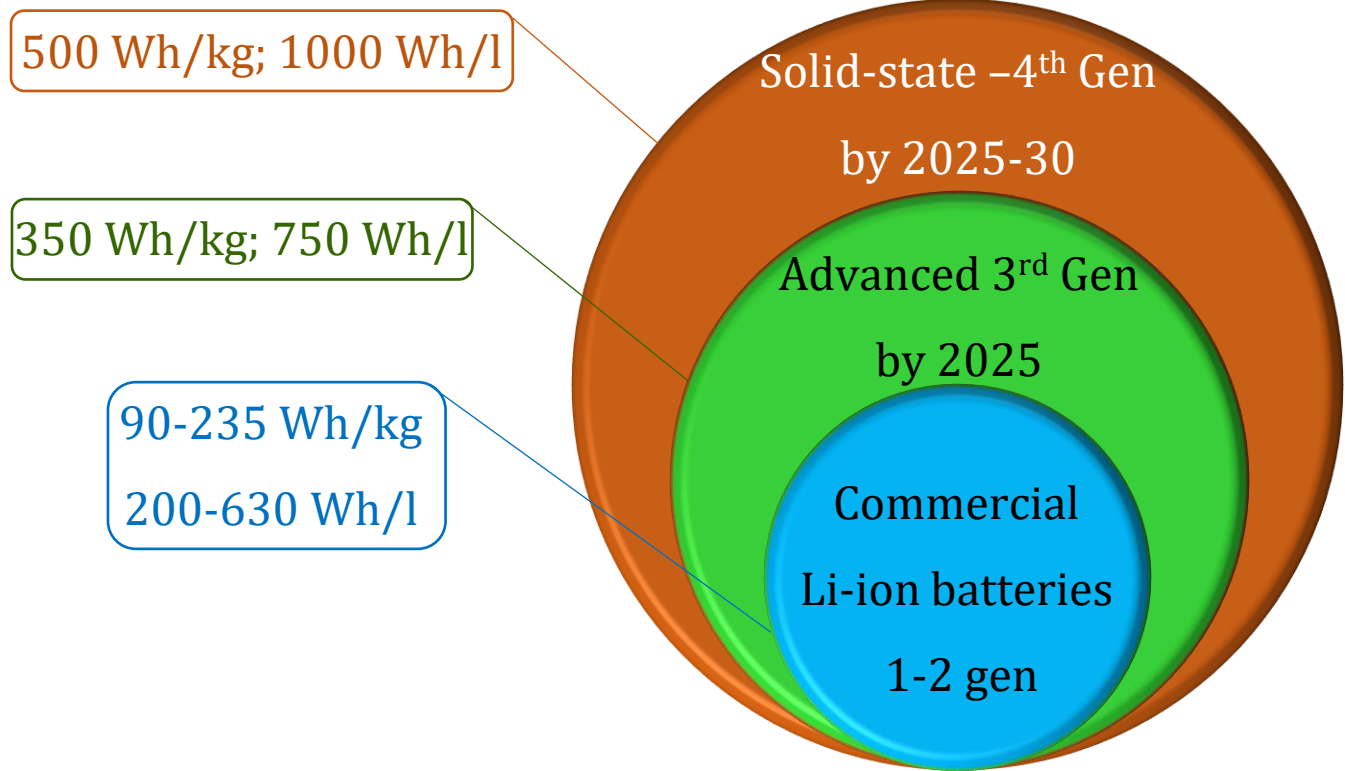 500 Wh/kg; 1000 Wh/l
Solid-state –4th Gen
by 2025-30
350 Wh/kg; 750 Wh/l
Advanced 3rd Gen
by 2025
90-235 Wh/kg
200-630 Wh/l
Commercial
Li-ion batteries
1-2 gen